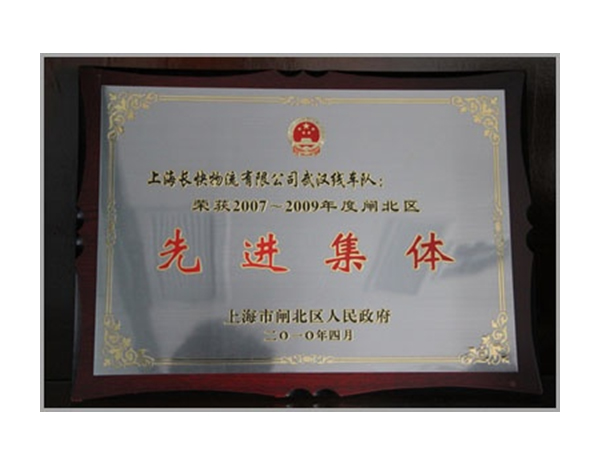 上海长快物流有限公司武汉线车队：
荣获2007～2009年度闸北区
先进集体
上海市闸北区人民政府
二〇一〇年四月